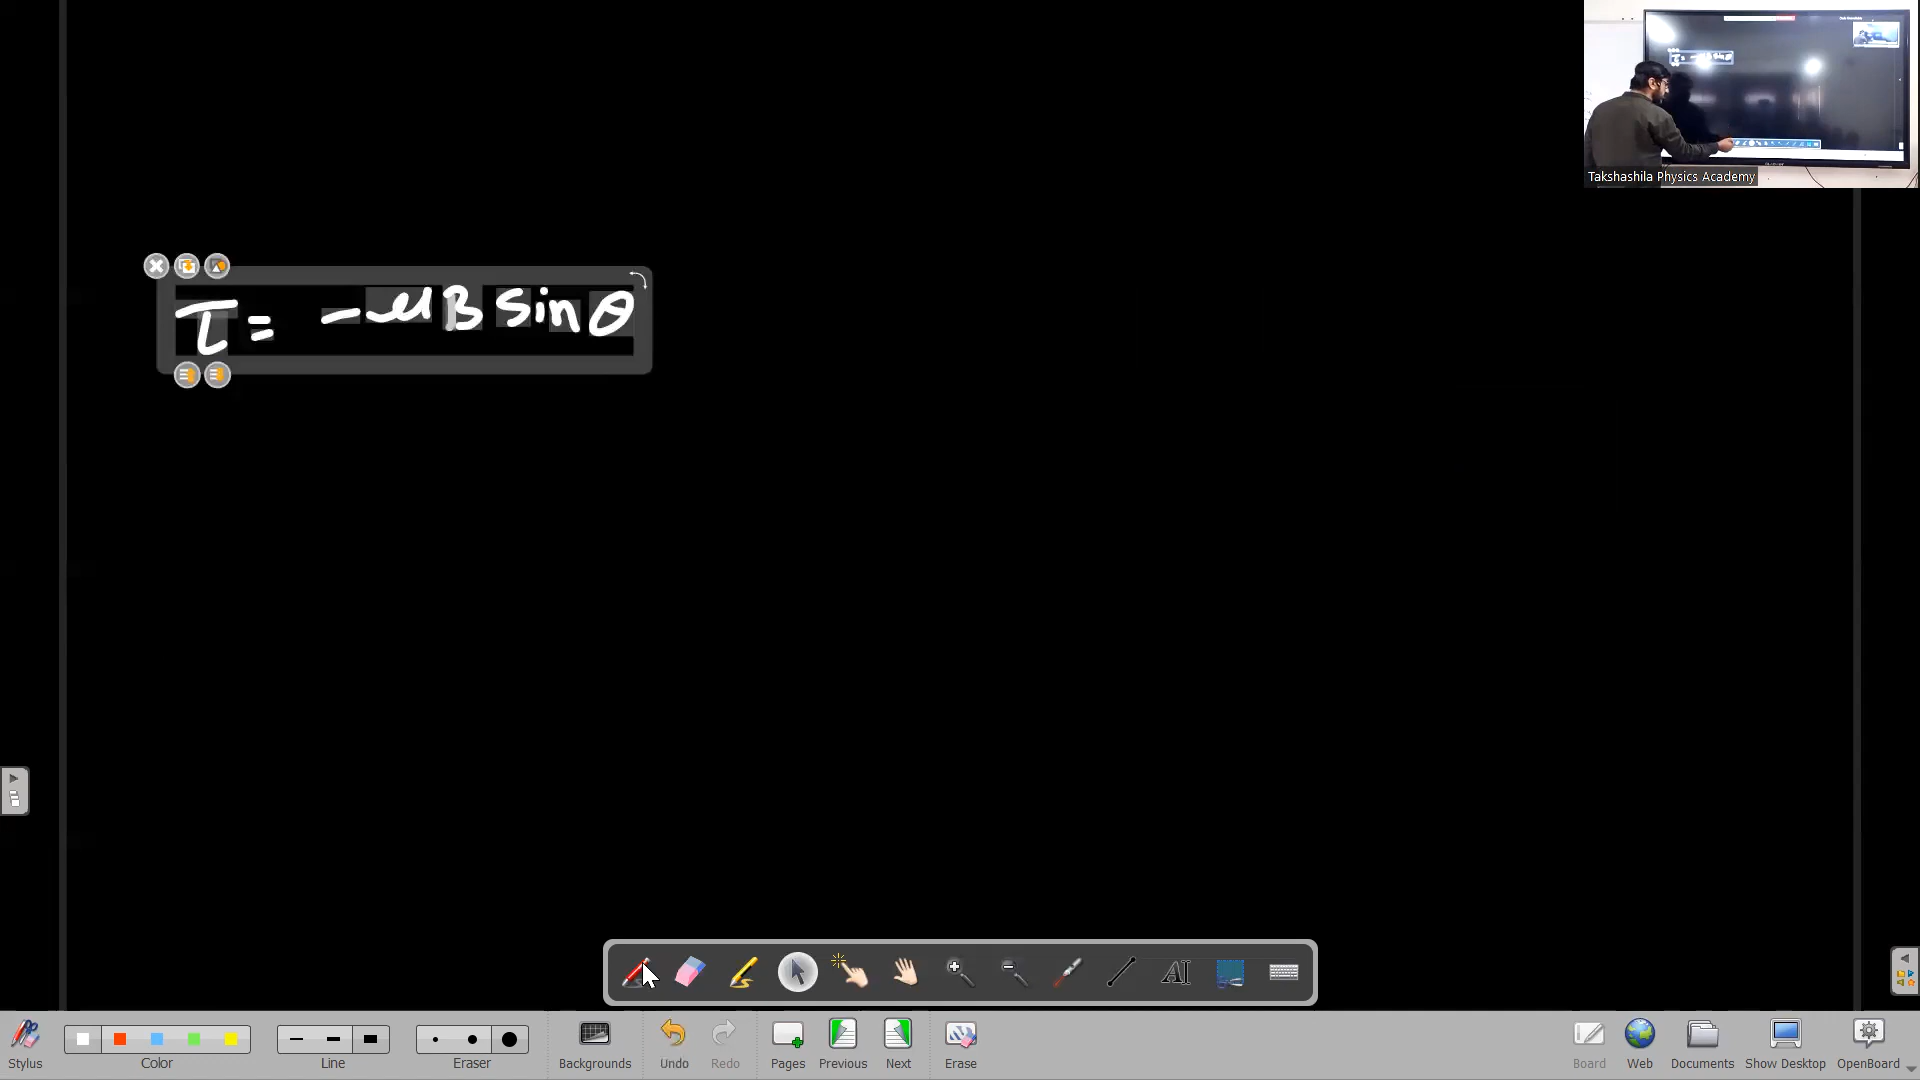 Takshashila Physics Academy
τ = -μB sinθ
Stylus
Color
Line
Eraser
Backgrounds
Undo
Redo
Pages
Previous
Next
Erase
Board
Web
Documents
Show Desktop
OpenBoard